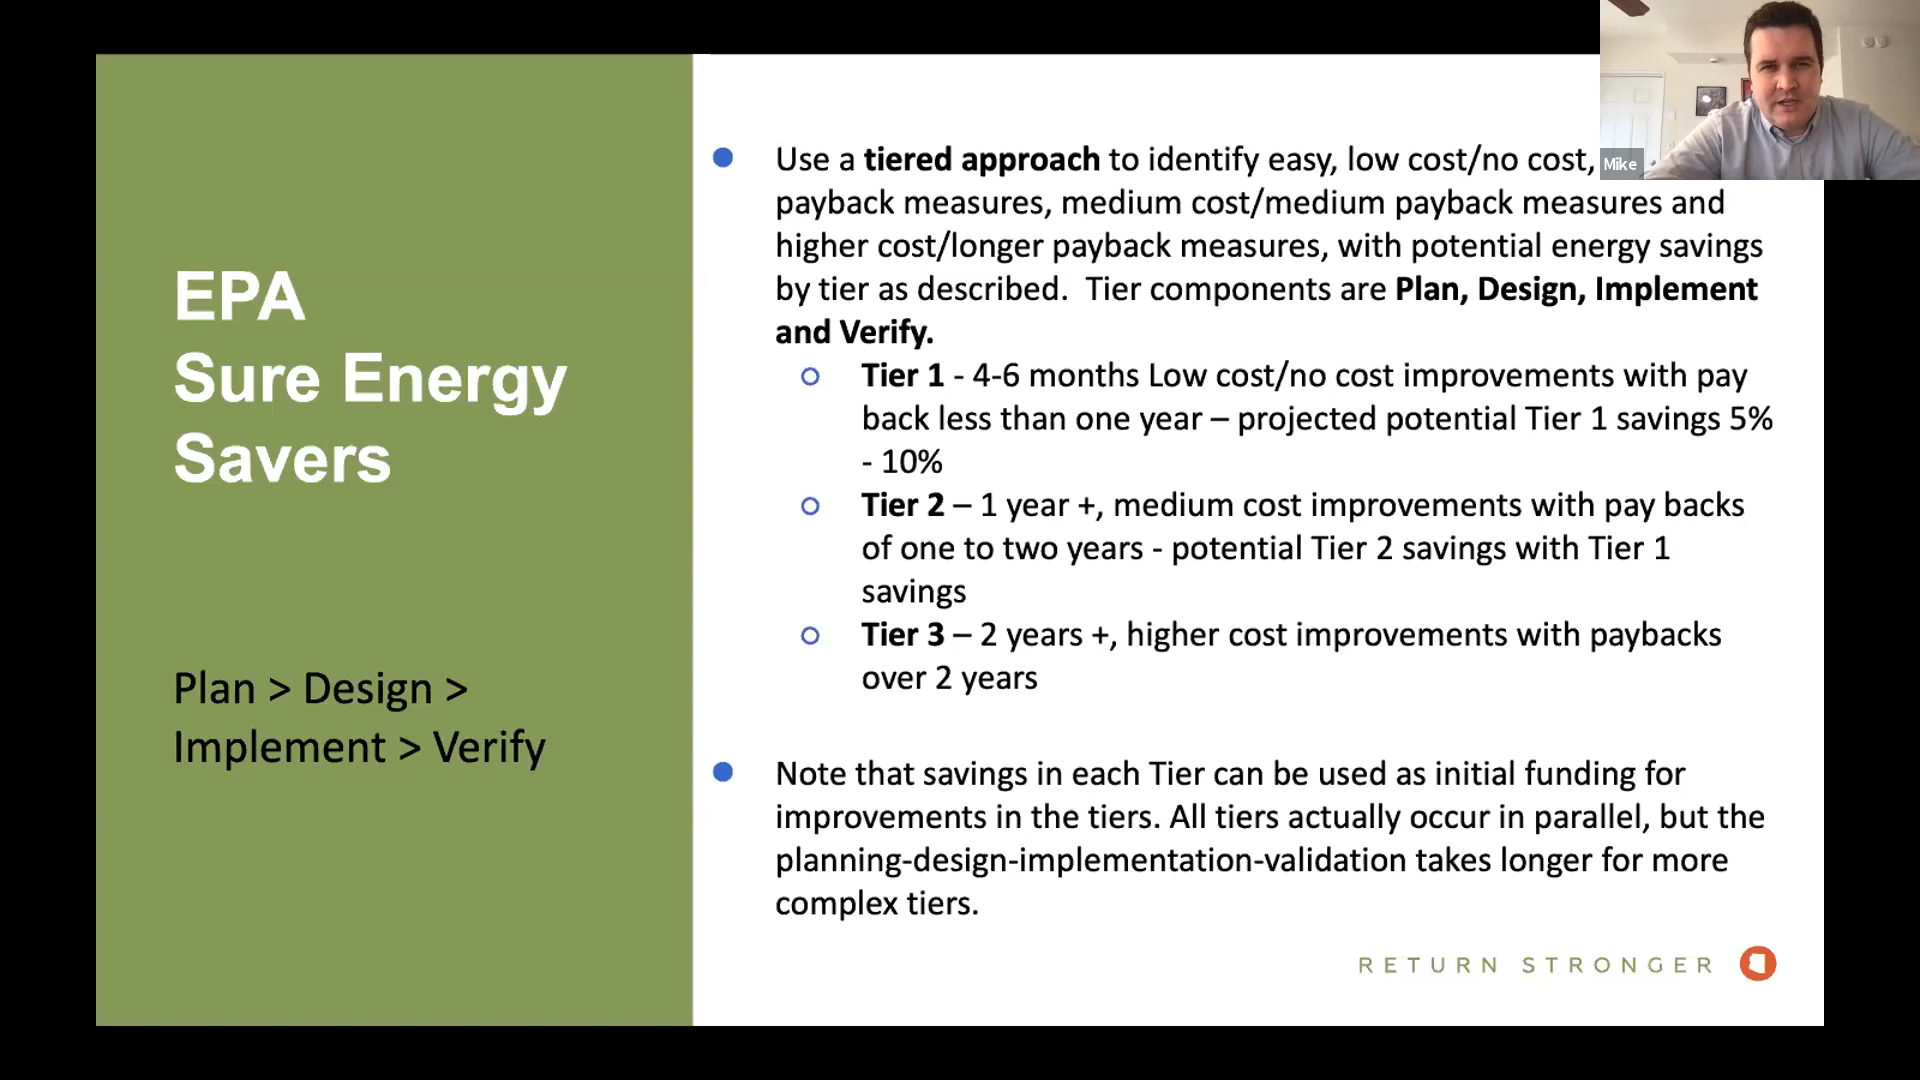 EPA
Sure Energy
Savers
Plan > Design >
Implement > Verify
Use a tiered approach to identify easy, low cost/no cost,
payback measures, medium cost/medium payback measures and
higher cost/longer payback measures, with potential energy savings
by tier as described.  Tier components are Plan, Design, Implement
and Verify.
Tier 1 - 4-6 months Low cost/no cost improvements with pay
back less than one year – projected potential Tier 1 savings 5%
- 10%
Tier 2 – 1 year +, medium cost improvements with pay backs
of one to two years - potential Tier 2 savings with Tier 1
savings
Tier 3 – 2 years +, higher cost improvements with paybacks
over 2 years
Note that savings in each Tier can be used as initial funding for
improvements in the tiers. All tiers actually occur in parallel, but the
planning-design-implementation-validation takes longer for more
complex tiers.
RETURN STRONGER
Mike